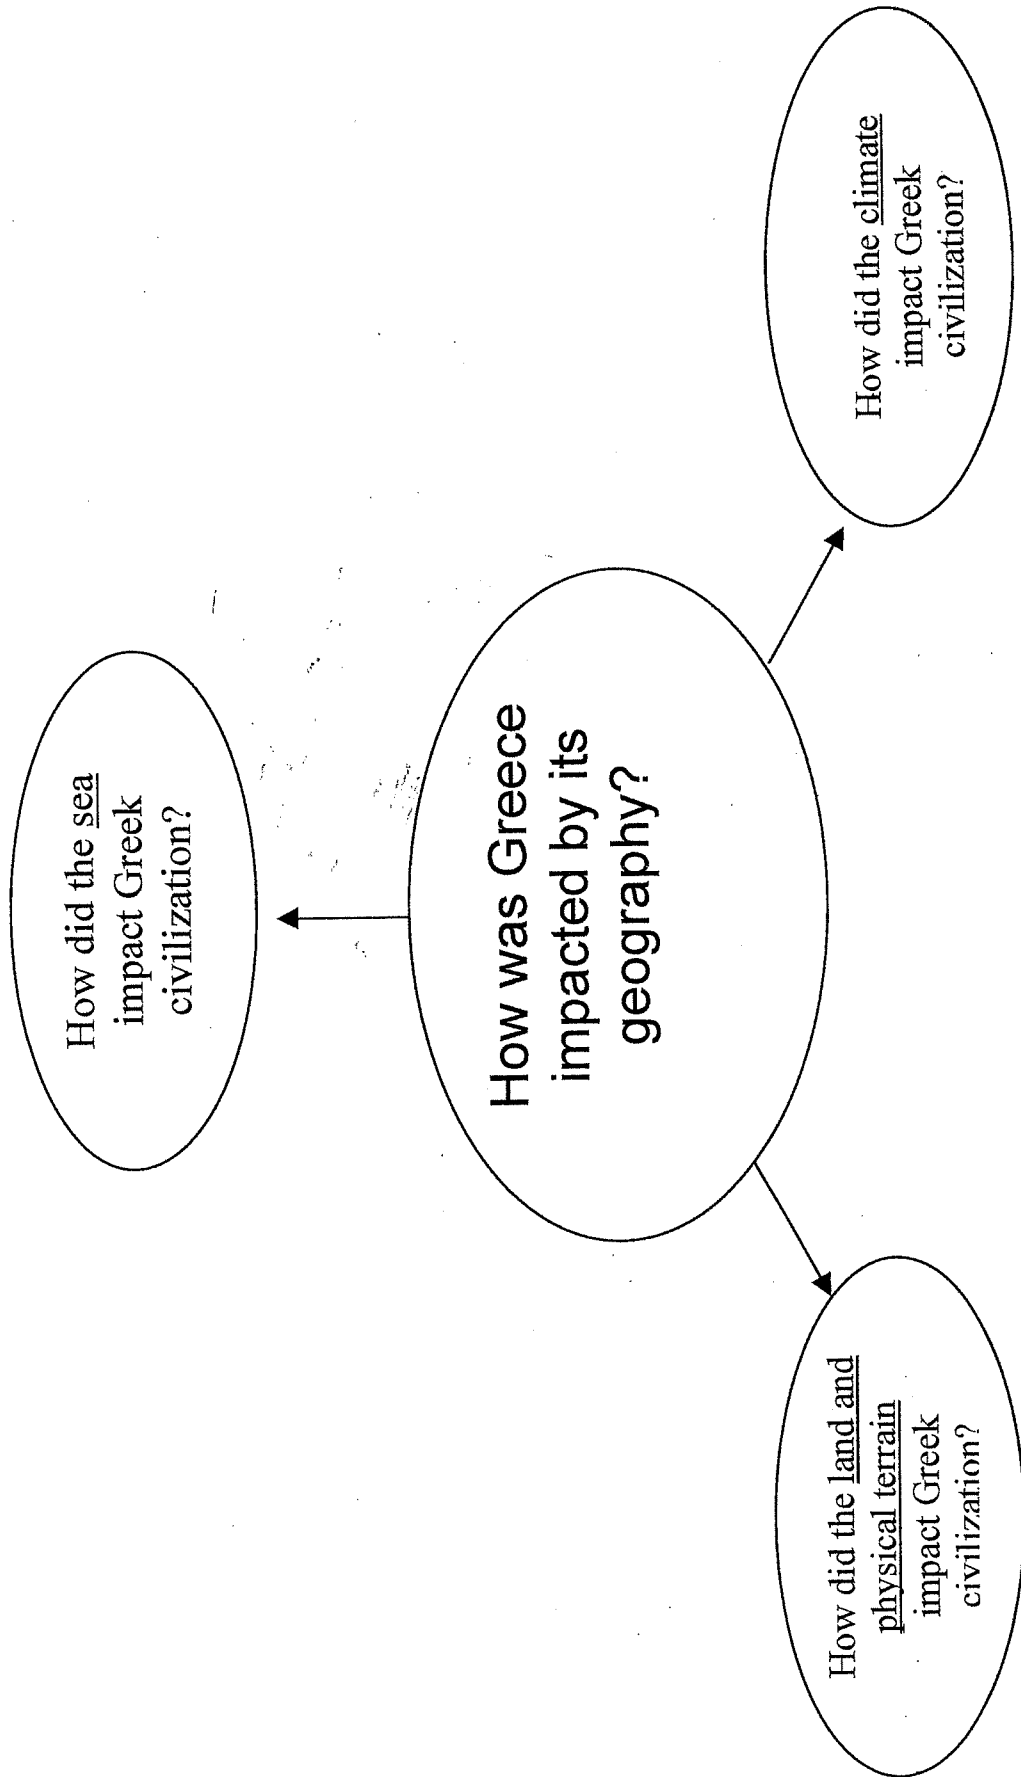 How did the sea
impact Greek
civilization?
How was Greece
impacted by its
geography?
How did the land and
physical terrain
impact Greek
civilization?
How did the climate
impact Greek
civilization?